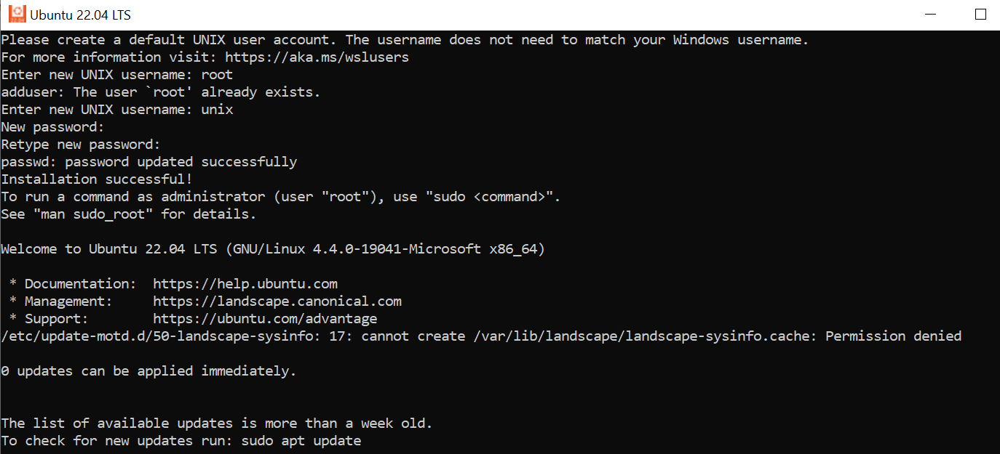 Ubuntu 22.04 LTS
Please create a default UNIX user account. The username does not need to match your Windows username.
For more information visit: https://aka.ms/wslusers
Enter new UNIX username: root
adduser: The user `root' already exists.
Enter new UNIX username: unix
New password:
Retype new password:
passwd: password updated successfully
Installation successful!
To run a command as administrator (user "root"), use "sudo <command>".
See "man sudo_root" for details.
Welcome to Ubuntu 22.04 LTS (GNU/Linux 4.4.0-19041-Microsoft x86_64)
* Documentation:  https://help.ubuntu.com
* Management:     https://landscape.canonical.com
* Support:        https://ubuntu.com/advantage
/etc/update-motd.d/50-landscape-sysinfo: 17: cannot create /var/lib/landscape/landscape-sysinfo.cache: Permission denied
0 updates can be applied immediately.
The list of available updates is more than a week old.
To check for new updates run: sudo apt update